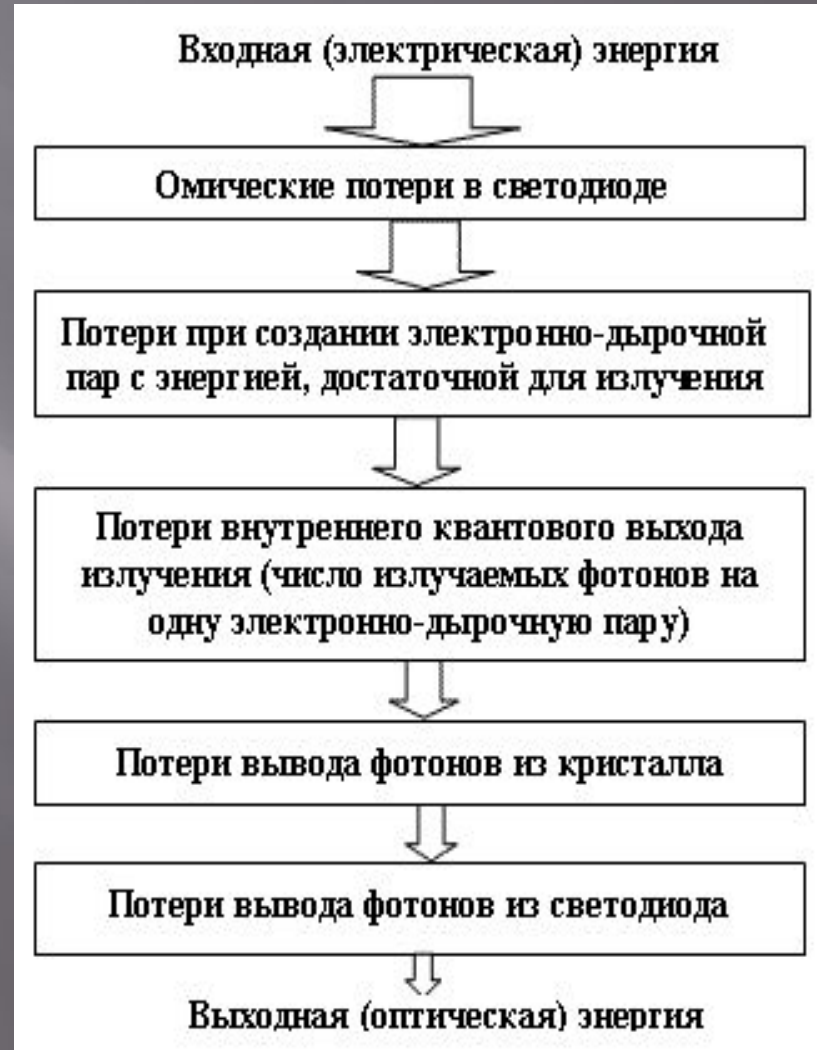 Входная (электрическая) энергия
Омические потери в светодиоде
Потери при создании электронно-дырочной
пар с энергией, достаточной для излучения
Потери внутреннего квантового выхода
излучения (число излучаемых фотонов на
одну электронно-дырочную пару)
Потери вывода фотонов из кристалла
Потери вывода фотонов из светодиода
Выходная (оптическая) энергия